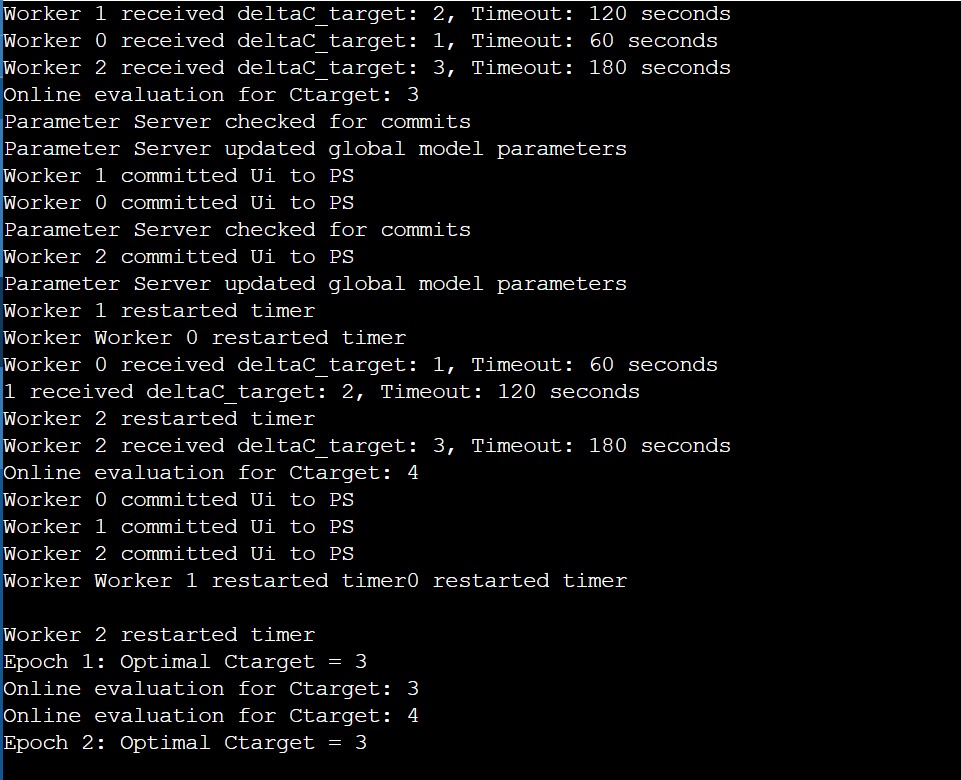 Worker 1 received deltaC_target: 2, Timeout: 120 seconds
Worker 0 received deltaC_target: 1, Timeout: 60 seconds
Worker 2 received deltaC_target: 3, Timeout: 180 seconds
Online evaluation for Ctarget: 3
Parameter Server checked for commits
Parameter Server updated global model parameters
Worker 1 committed Ui to PS
Worker 0 committed Ui to PS
Parameter Server checked for commits
Worker 2 committed Ui to PS
Parameter Server updated global model parameters
Worker 1 restarted timer
Worker Worker 0 restarted timer
Worker 0 received deltaC_target: 1, Timeout: 60 seconds
1 received deltaC_target: 2, Timeout: 120 seconds
Worker 2 restarted timer
Worker 2 received deltaC_target: 3, Timeout: 180 seconds
Online evaluation for Ctarget: 4
Worker 0 committed Ui to PS
Worker 1 committed Ui to PS
Worker 2 committed Ui to PS
Worker Worker 1 restarted timer0 restarted timer
Worker 2 restarted timer
Epoch 1: Optimal Ctarget = 3
Online evaluation for Ctarget: 3
Online evaluation for Ctarget: 4
Epoch 2: Optimal Ctarget = 3